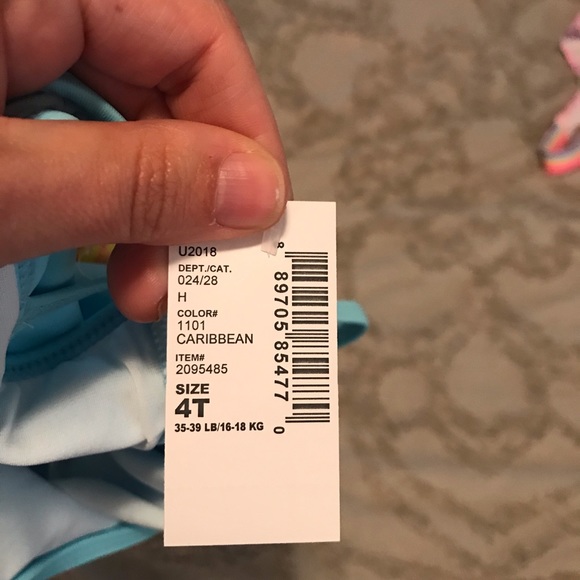 U2018
DEPT./CAT.
024/28
H
COLOR#
1101
CARIBBEAN
ITEM#
2095485
SIZE
4T
35-39 LB/16-18 KG
8 89705 85477 0